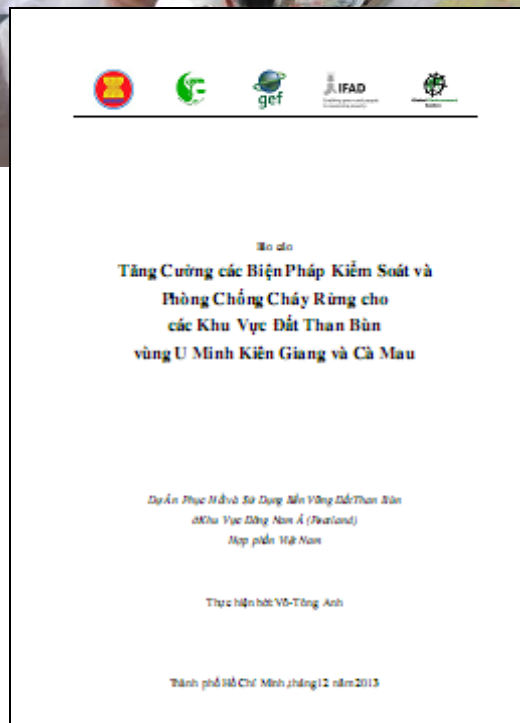 gef
IFAD
Báo cáo
Tăng Cường các Biện Pháp Kiểm Soát và
Phòng Chống Cháy Rừng cho
các Khu Vực Đất Than Bùn
vùng U Minh Kiên Giang và Cà Mau
Dự Án Phục Hồi và Sử Dụng Bền Vững Đất Than Bùn
ở Khu Vực Đông Nam Á (Peatland)
Hợp phần Việt Nam
Thực hiện bởi: Võ-Tòng Anh
Thành phố Hồ Chí Minh, tháng 12 năm 2013